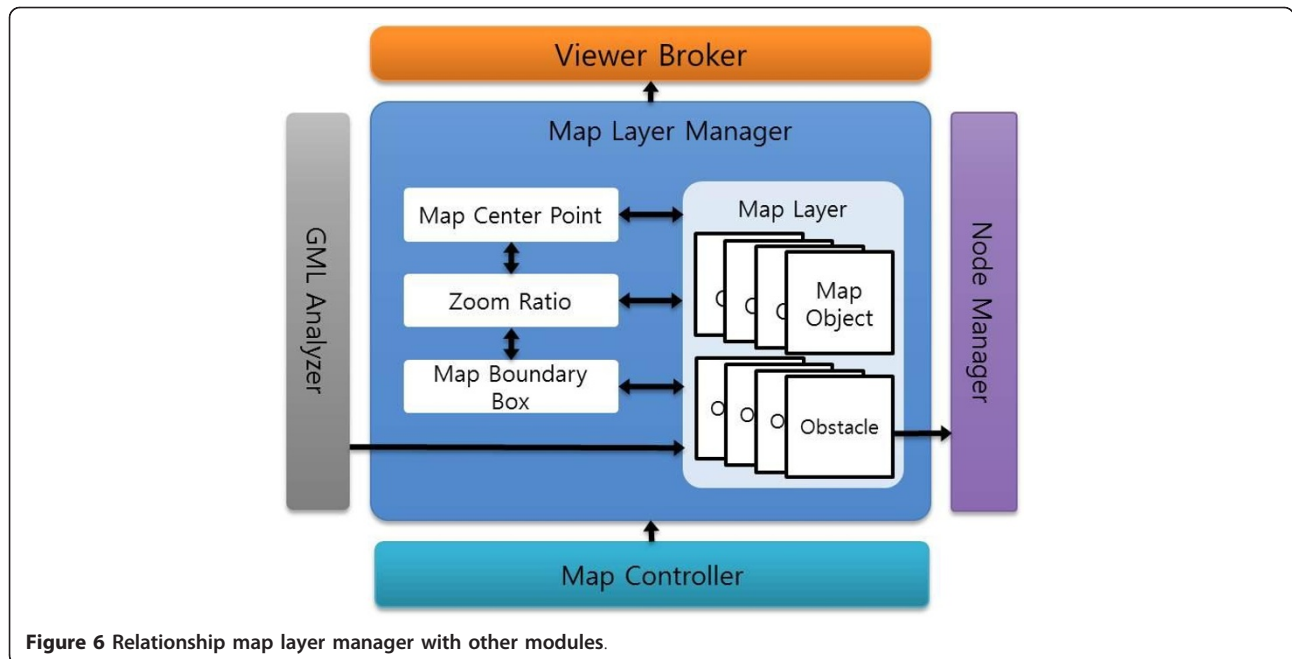 Viewer Broker
Map Layer Manager
GML Analyzer
Map Center Point
Zoom Ratio
Map Boundary
Box
Map Layer
O
O
O
Map
Object
O
O
O
Obstacle
Node Manager
Map Controller
Figure 6 Relationship map layer manager with other modules.